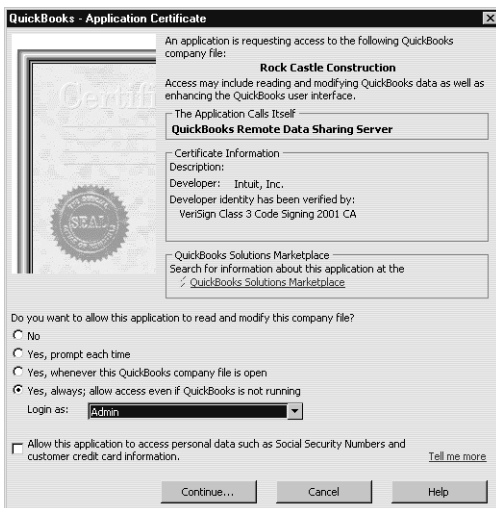 QuickBooks - Application Certificate
An application is requesting access to the following QuickBooks
company file:
Rock Castle Construction
Access may include reading and modifying QuickBooks data as well as
enhancing the QuickBooks user interface.
The Application Calls Itself
QuickBooks Remote Data Sharing Server
Certificate Information
Description:
Developer: Intuit, Inc.
Developer identity has been verified by:
VeriSign Class 3 Code Signing 2001 CA
QuickBooks Solutions Marketplace
Search for information about this application at the
QuickBooks Solutions Marketplace
Certifi
SEAL
Do you want to allow this application to read and modify this company file?
No
Yes, prompt each time
Yes, whenever this QuickBooks company file is open
Yes, always; allow access even if QuickBooks is not running
Login as: Admin
Allow this application to access personal data such as Social Security Numbers and
customer credit card information.
Tell me more
Continue... Cancel Help